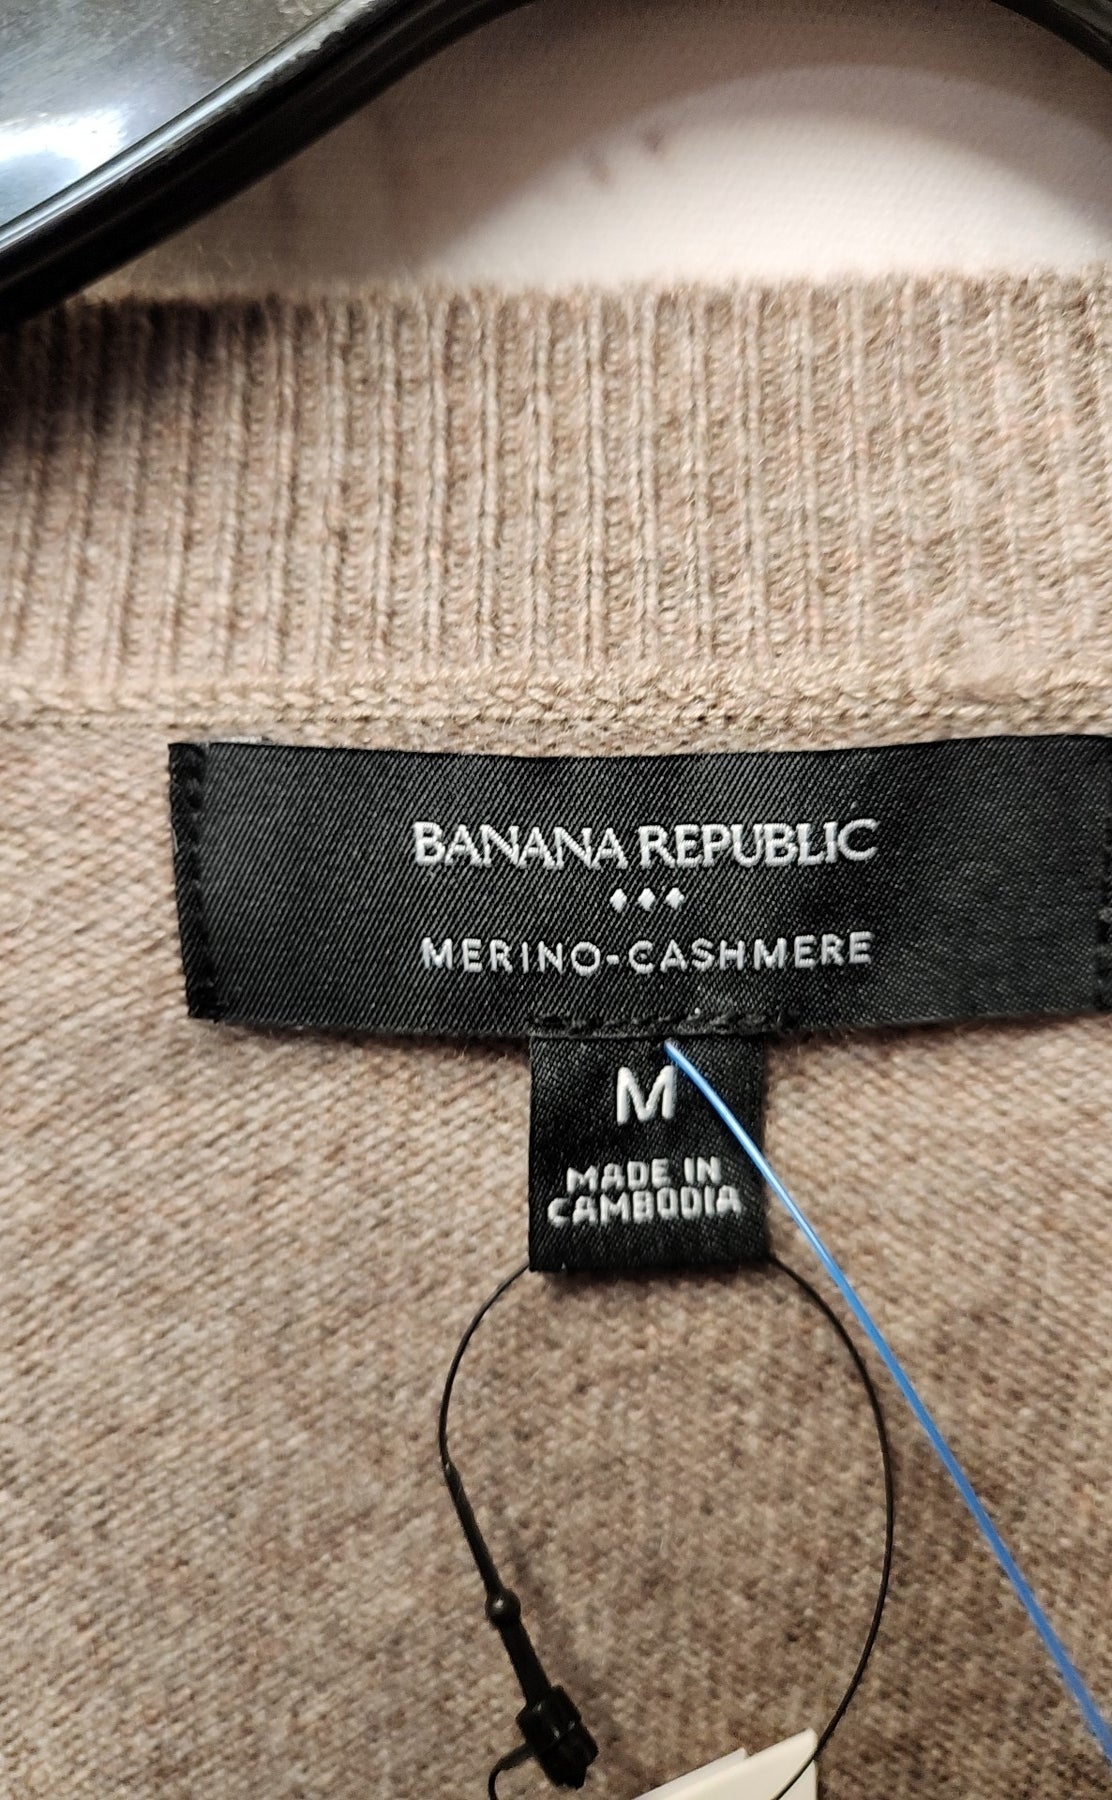 BANANA REPUBLIC
MERINO-CASHMERE
M
MADE IN
CAMBODIA